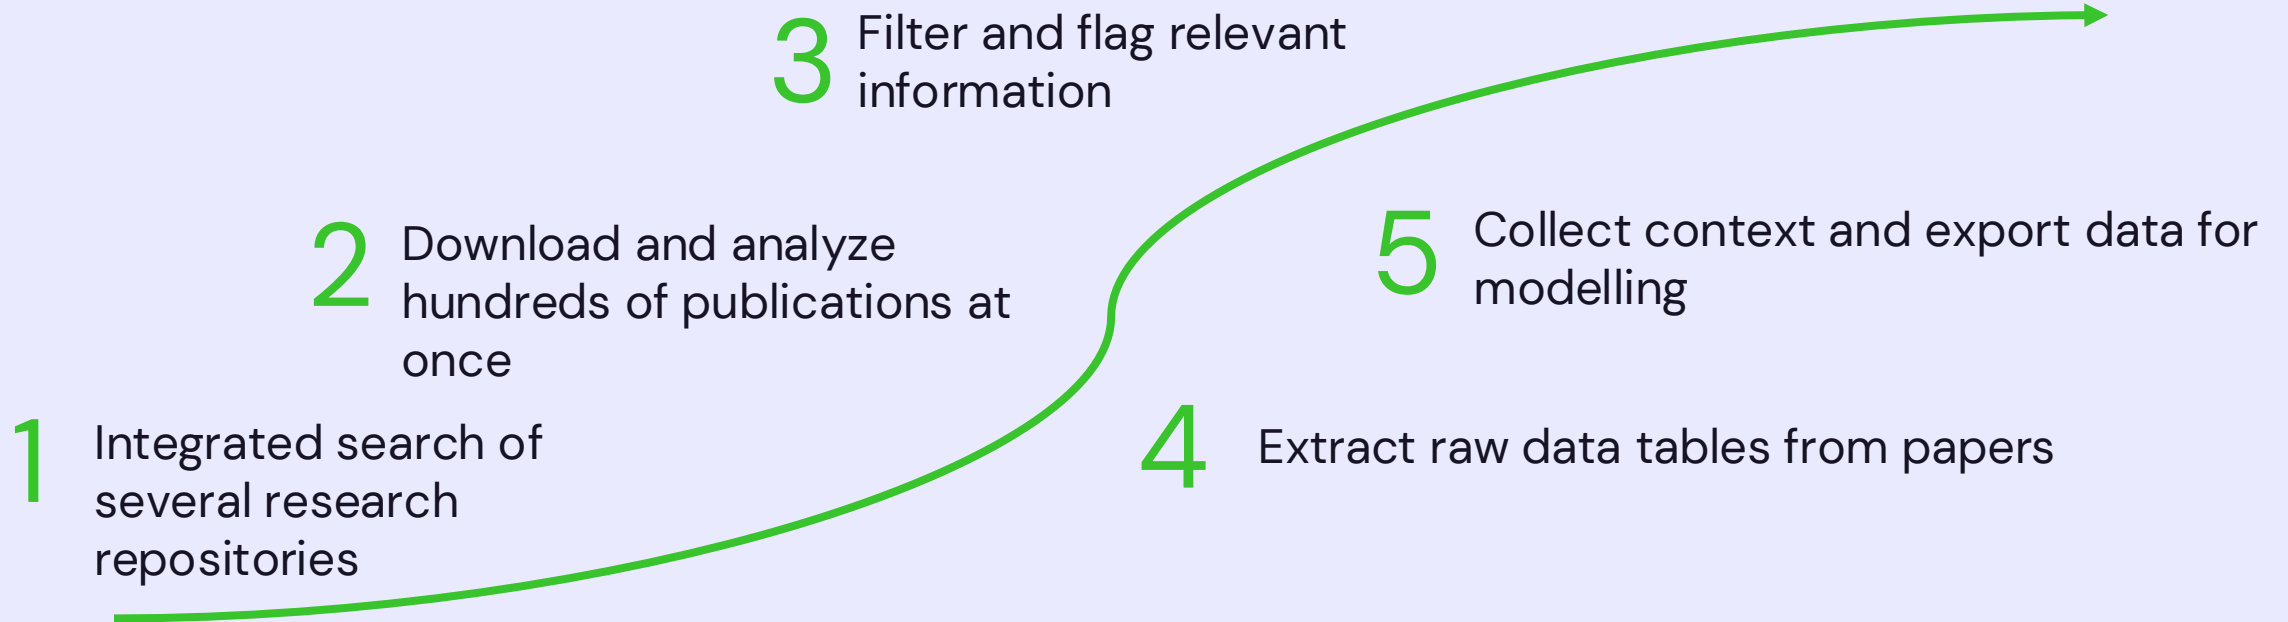 1
Integrated search of
several research
repositories
2
Download and analyze
hundreds of publications at
once
3
Filter and flag relevant
information
4
Extract raw data tables from papers
5
Collect context and export data for
modelling